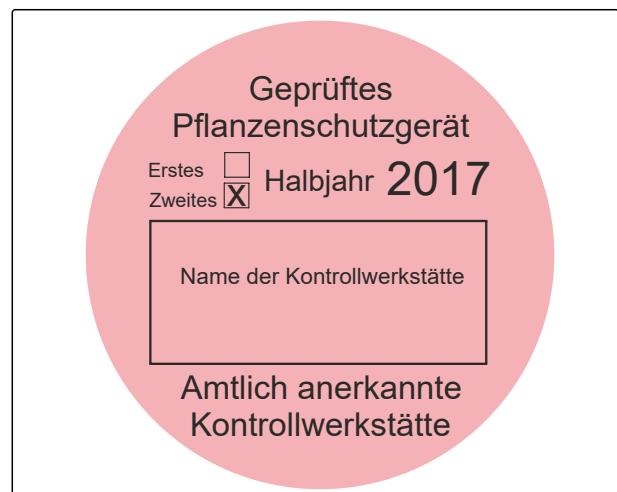 Geprüftes
Pflanzenschutzgerät
Erstes
Zweites X Halbjahr 2017
Name der Kontrollwerkstätte
Amtlich anerkannte
Kontrollwerkstätte